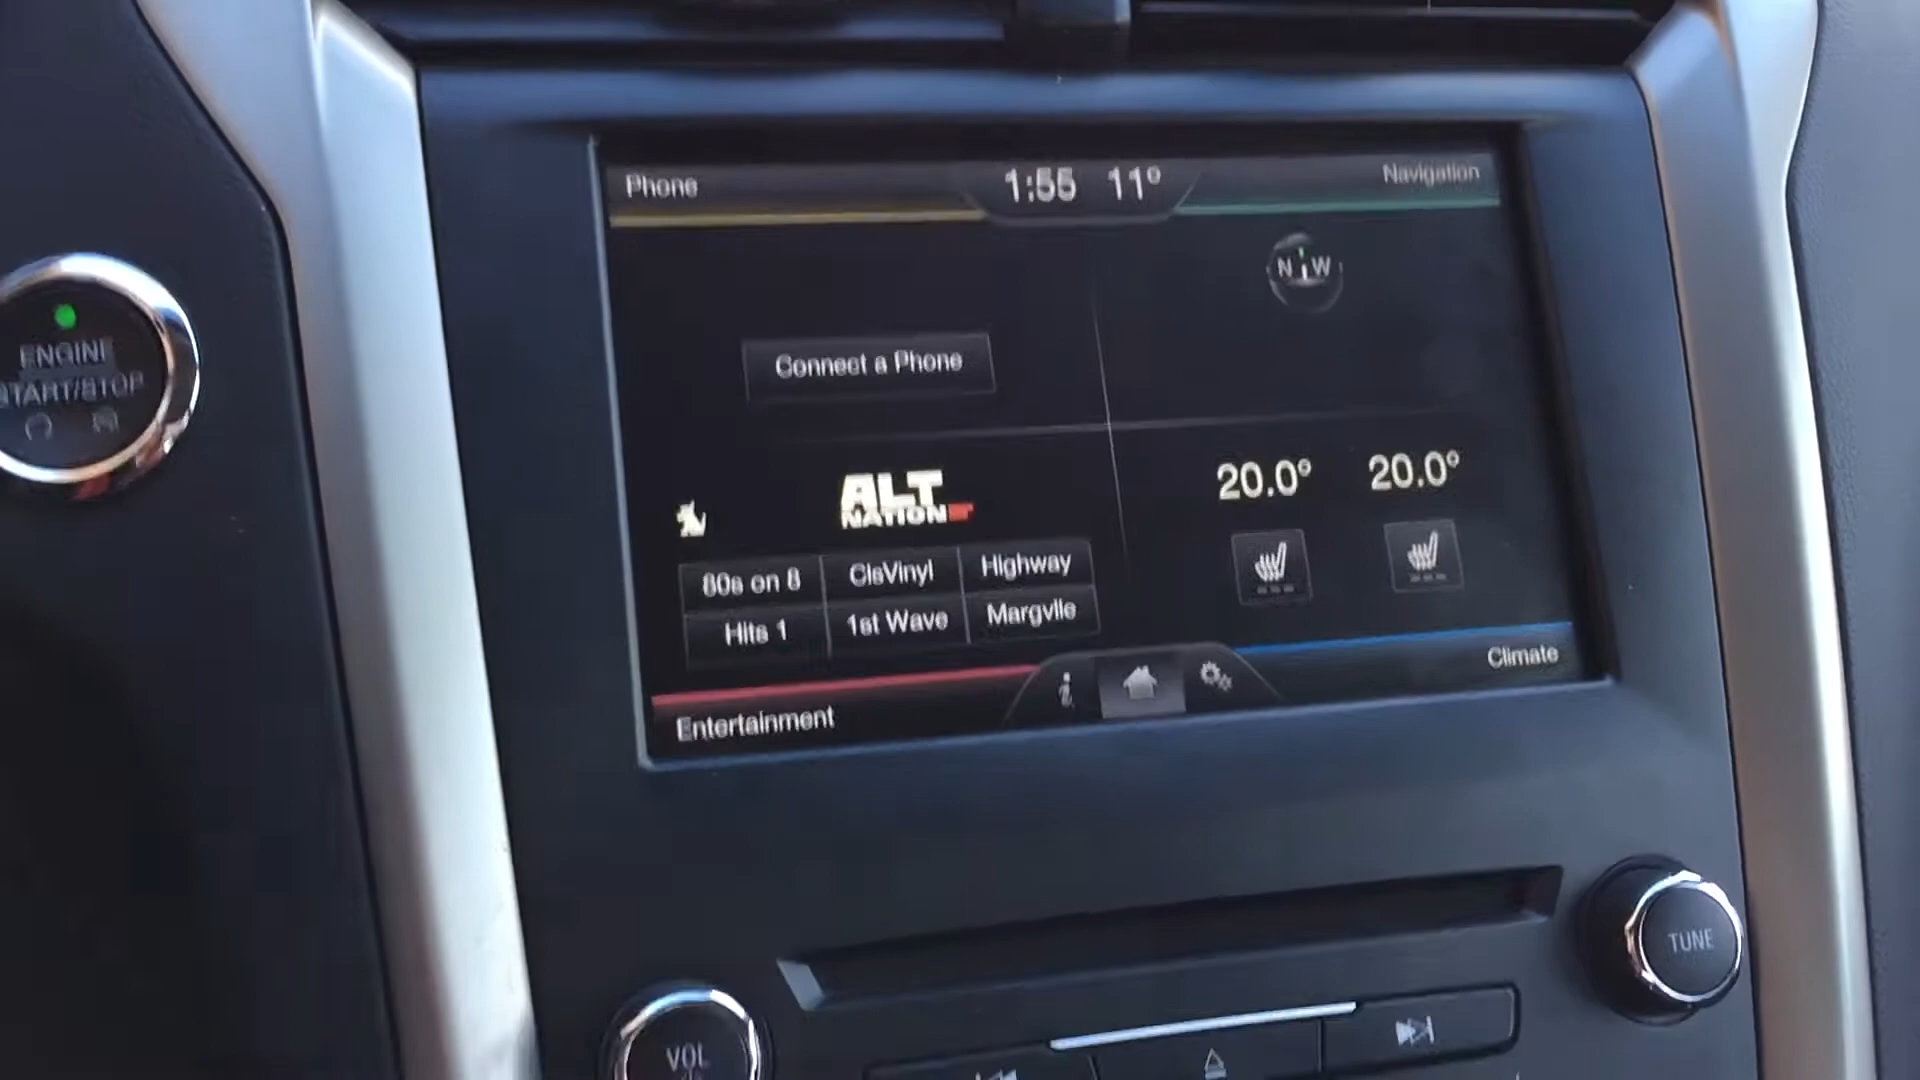 Phone
1:55 11°
Navigation
N W
ENGINE
START/STOP
Connect a Phone
ALT
NATION
20.0° 20.0°
80s on 8 ClsVinyl Highway
Hits 1 1st Wave Margvlle
Entertainment
i
Climate
TUNE
VOL